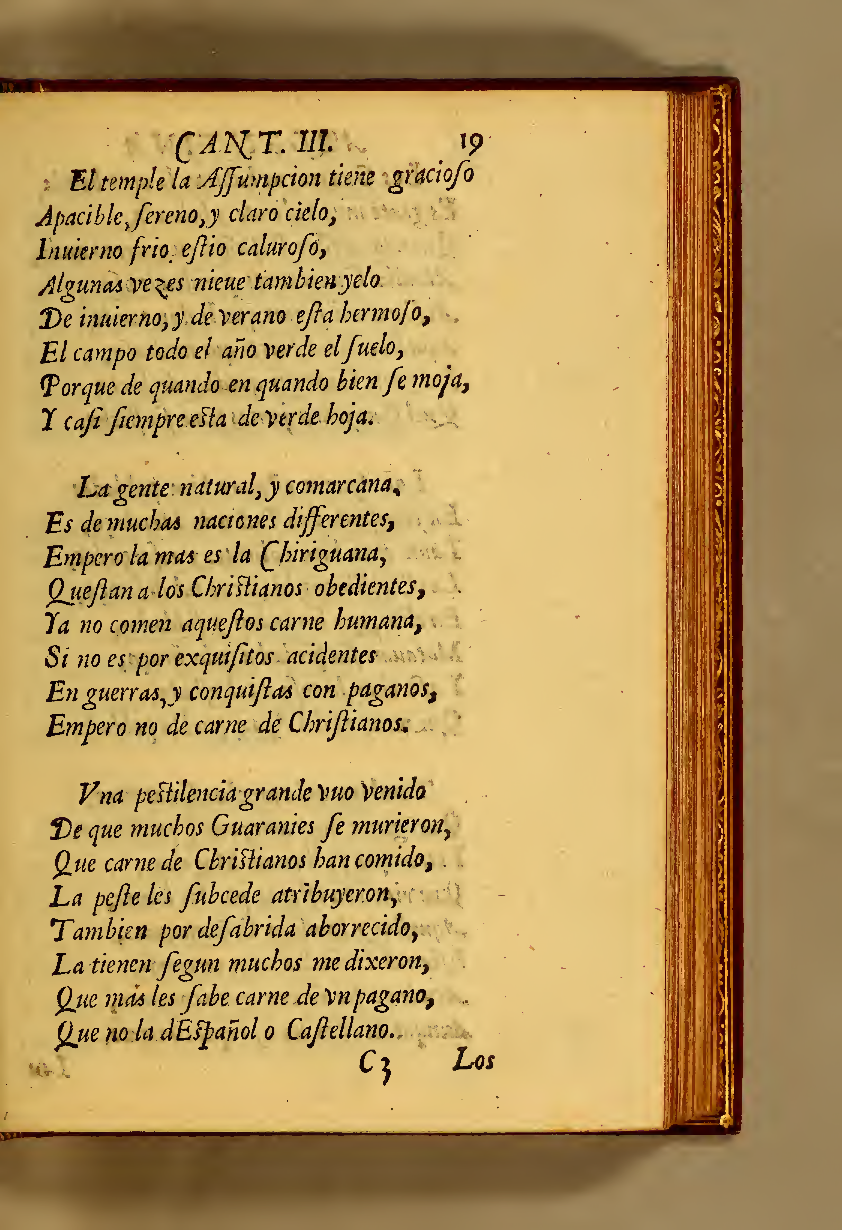 CANT. III. 19
El temple la Aſſumpcion tiene gracioſo
Apacible, ſereno, y claro cielo,
Inuierno frio, eſtio caluroſo,
Algunas vezes nieue tambien yelo
De inuierno, y de verano eſta hermoſo,
El campo todo el año verde el ſuelo,
Porque de quando en quando bien ſe moja,
Y caſi ſiempre eſta de verde hoja.
La gente natural, y comarcana,
Es de muchas naciones differentes,
Empero la mas es la Chiriguana,
Queſtan a los Chriſtianos obedientes,
Ya no comen aqueſtos carne humana,
Si no es por exquiſitos acidentes
En guerras, y conquiſtas con paganos,
Empero no de carne de Chriſtianos.
Vna peſtilencia grande vuo venido
De que muchos Guaranies ſe murieron,
Que carne de Chriſtianos han comido,
La peſte les ſubcede atribuyeron,
Tambien por deſabrida aborrecido,
La tienen ſegun muchos me dixeron,
Que mas les ſabe carne de vn pagano,
Que no la dEſpañol o Caſtellano.
C3 Los